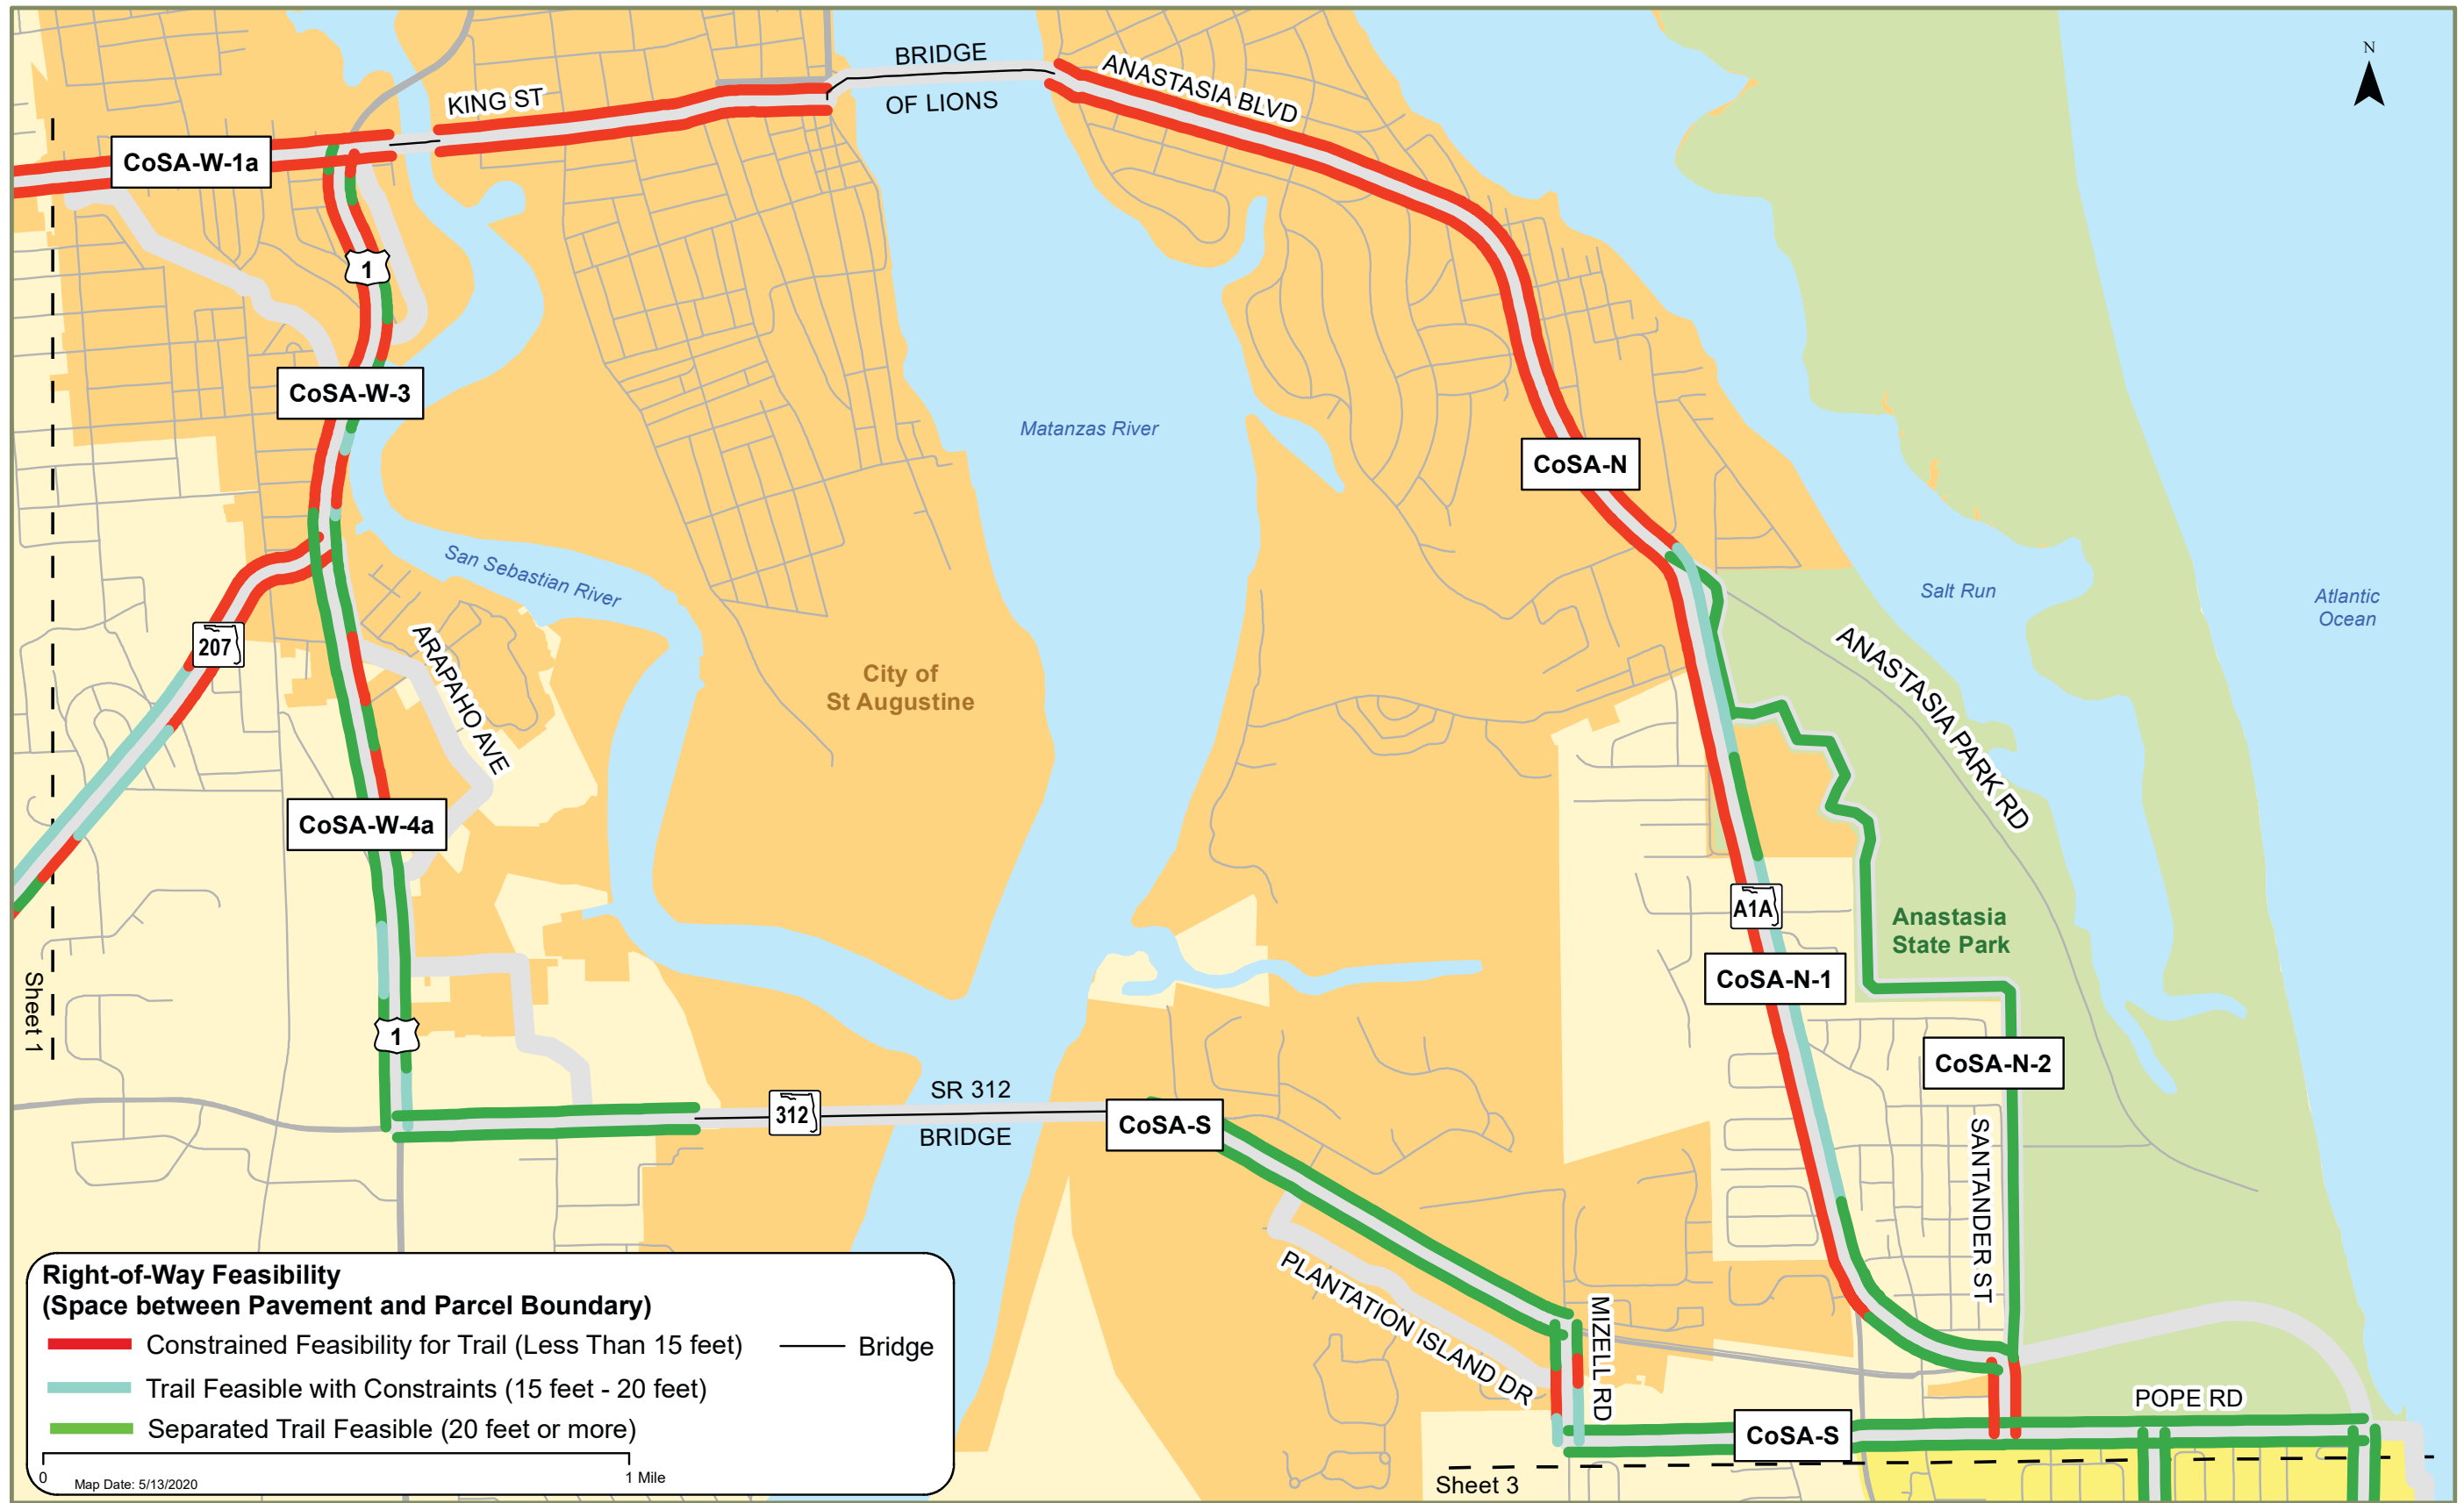 N
BRIDGE
OF LIONS
ANASTASIA BLVD
KING ST
CoSA-W-1a
1
CoSA-W-3
Matanzas River
CoSA-N
San Sebastian River
Salt Run
Atlantic
Ocean
207
ARAPAHO AVE
City of
St Augustine
ANASTASIA PARK RD
CoSA-W-4a
A1A
Anastasia
State Park
CoSA-N-1
Sheet 1
1
CoSA-N-2
SR 312
312
BRIDGE
CoSA-S
SANTANDER ST
PLANTATION ISLAND DR
MIZELL RD
POPE RD
CoSA-S
Sheet 3
Right-of-Way Feasibility
(Space between Pavement and Parcel Boundary)
Constrained Feasibility for Trail (Less Than 15 feet)
Bridge
Trail Feasible with Constraints (15 feet - 20 feet)
Separated Trail Feasible (20 feet or more)
0
1 Mile
Map Date: 5/13/2020